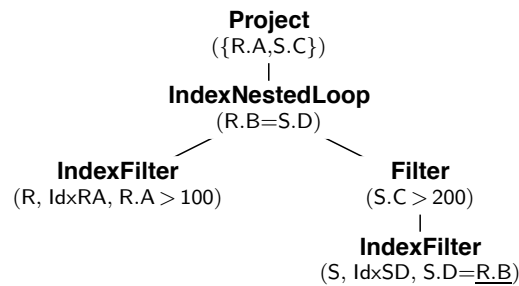 Project
({R.A,S.C})
IndexNestedLoop
(R.B=S.D)
IndexFilter
(R, IdxRA, R.A > 100)
Filter
(S.C > 200)
IndexFilter
(S, IdxSD, S.D=R.B)